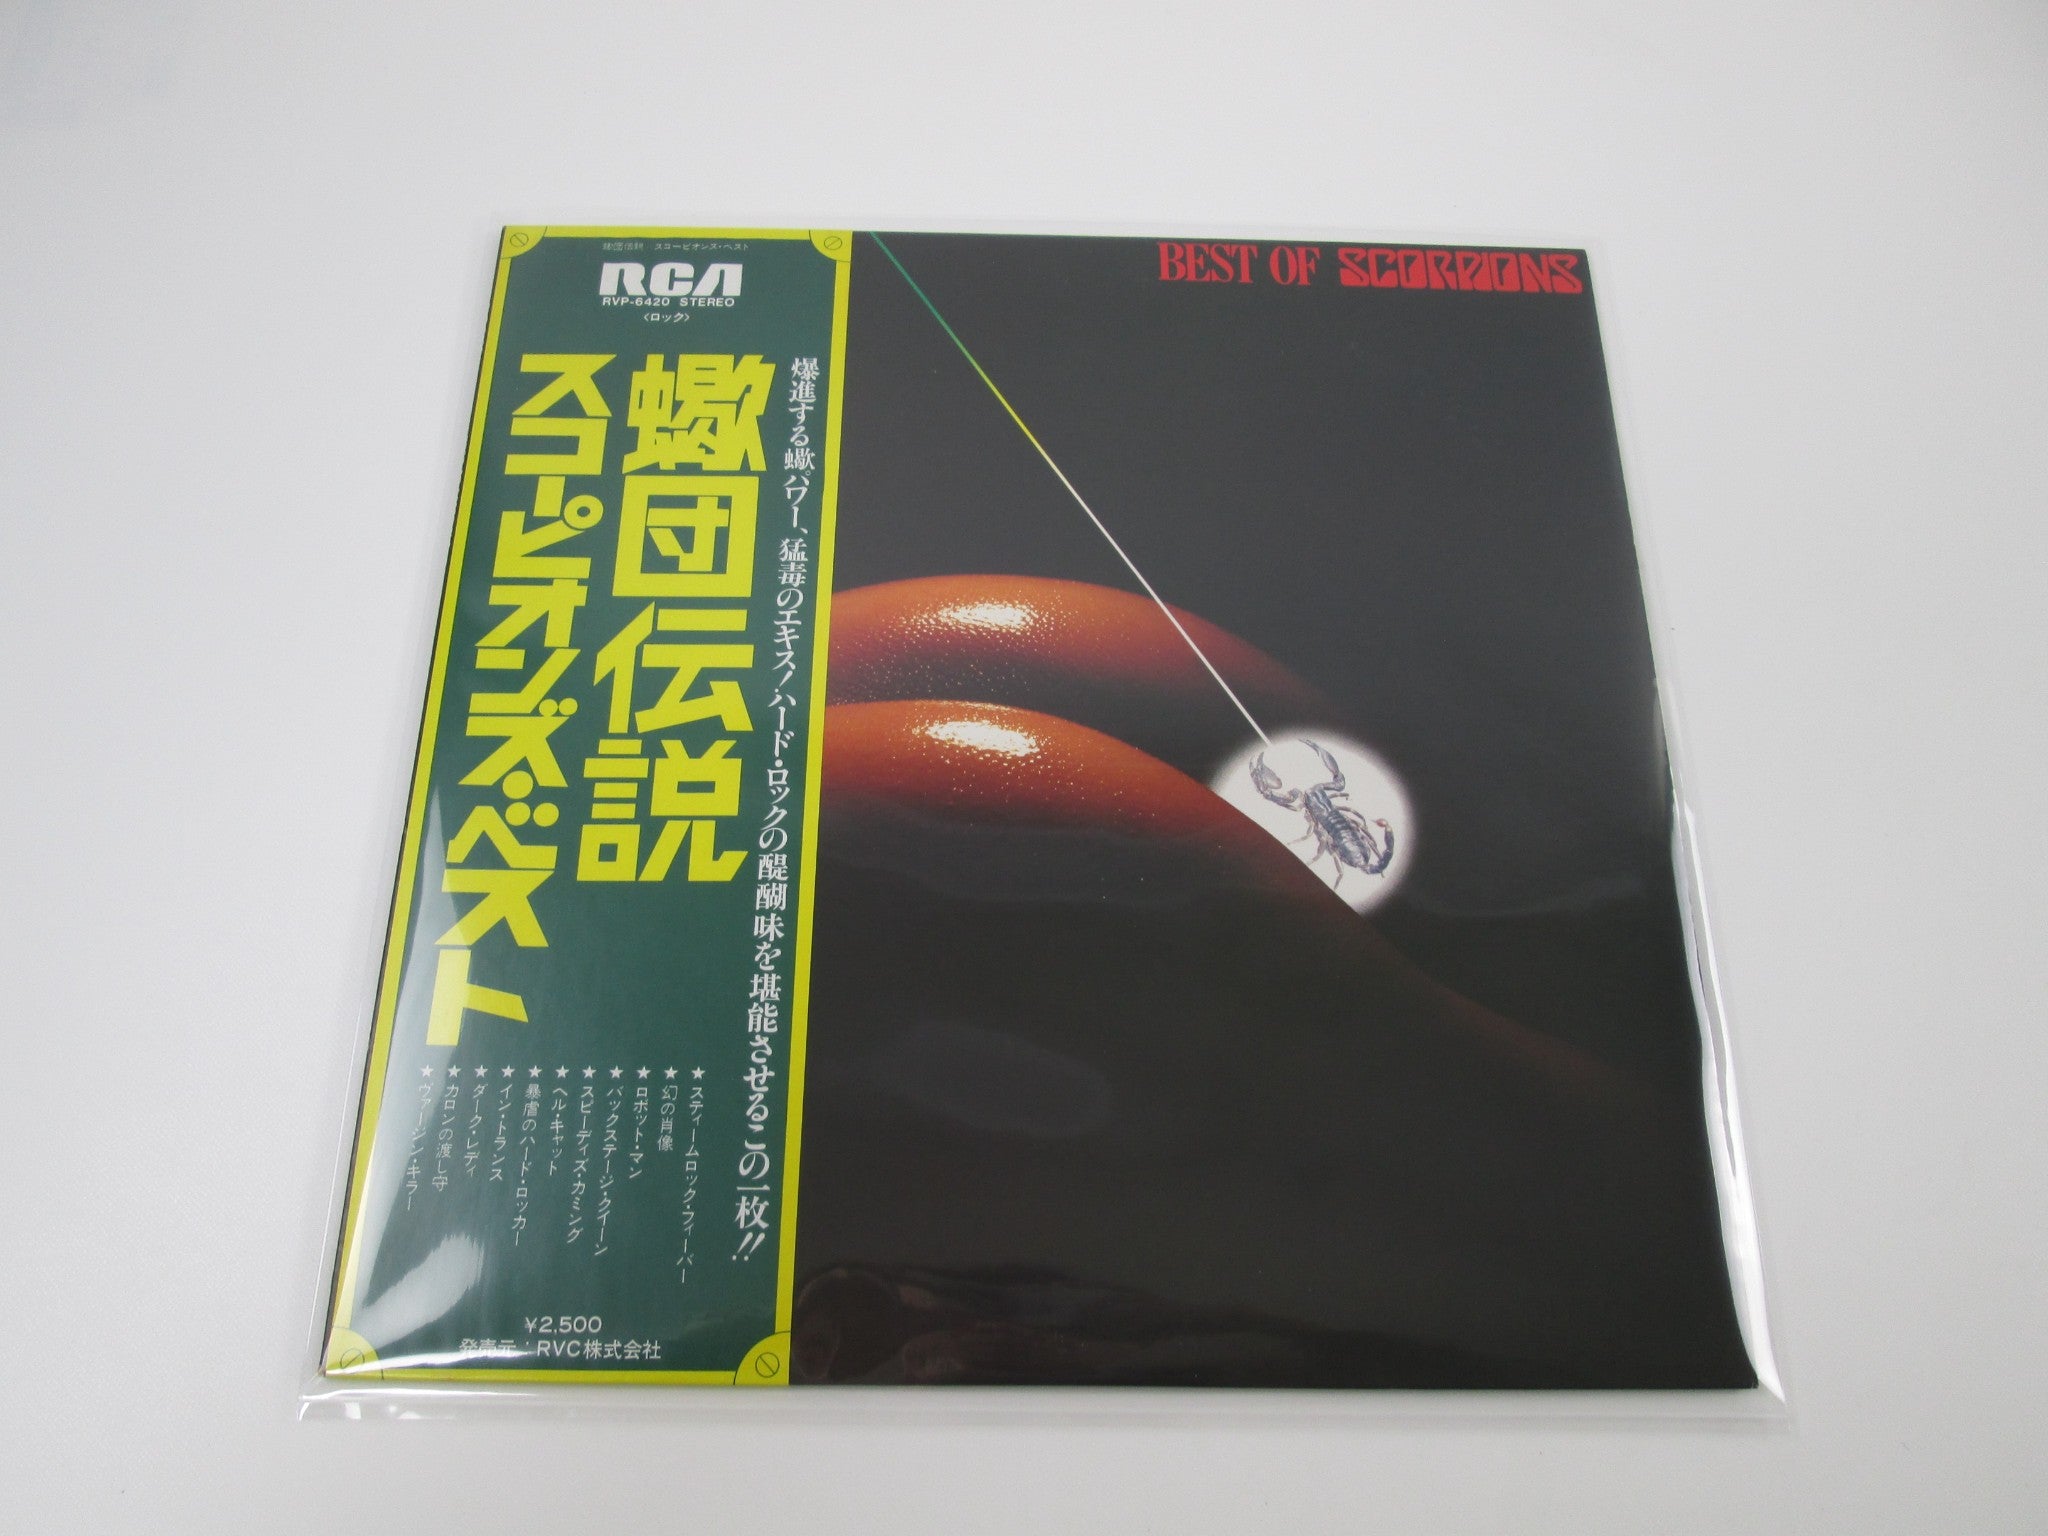 蠍団伝説 スコーピオンズ・ベスト
RCA
RVP-6420 STEREO
〈ロック〉
爆進する蠍パワー、猛毒のエキス！ハード・ロックの醍醐味を堪能させるこの一枚!!
蠍団伝説
スコーピオンズ・ベスト
★スティームロック・フィーバー
★幻の肖像
★ロボット・マン
★バックステージ・クイーン
★スピーディズ・カミング
★ヘル・キャット
★暴虐のハード・ロッカー
★イン・トランス
★ダーク・レディ
★カロンの渡し守
★ヴァージン・キラー
¥2,500
発売元：RVC株式会社
BEST OF SCORPIONS